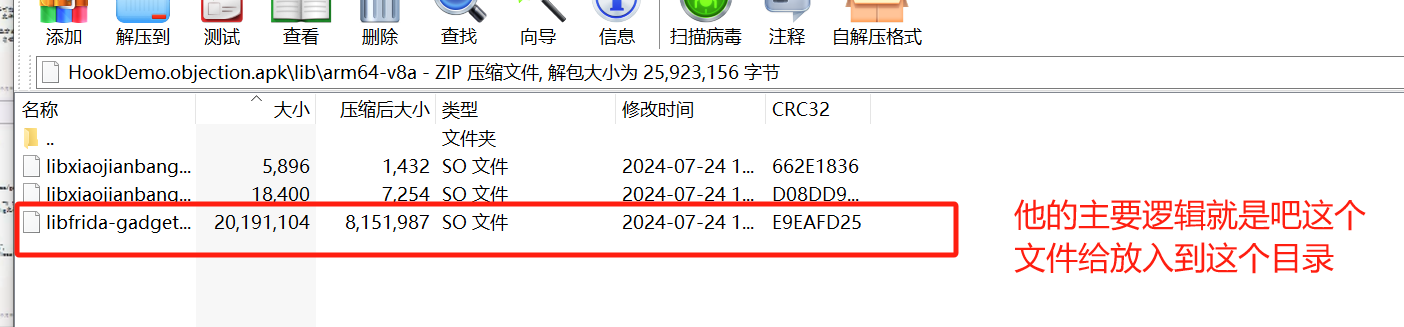 添加 解压到 测试 查看 删除 查找 向导 信息 扫描病毒 注释 自解压格式
HookDemo.objection.apk\lib\arm64-v8a - ZIP 压缩文件, 解包大小为 25,923,156 字节
名称 大小 压缩后大小 类型 修改时间 CRC32
.. 文件夹
libxiaojianbang... 5,896 1,432 SO 文件 2024-07-24 1... 662E1836
libxiaojianbang... 18,400 7,254 SO 文件 2024-07-24 1... D08DD9...
libfrida-gadget... 20,191,104 8,151,987 SO 文件 2024-07-24 1... E9EAFD25
他的主要逻辑就是吧这个
文件给放入到这个目录